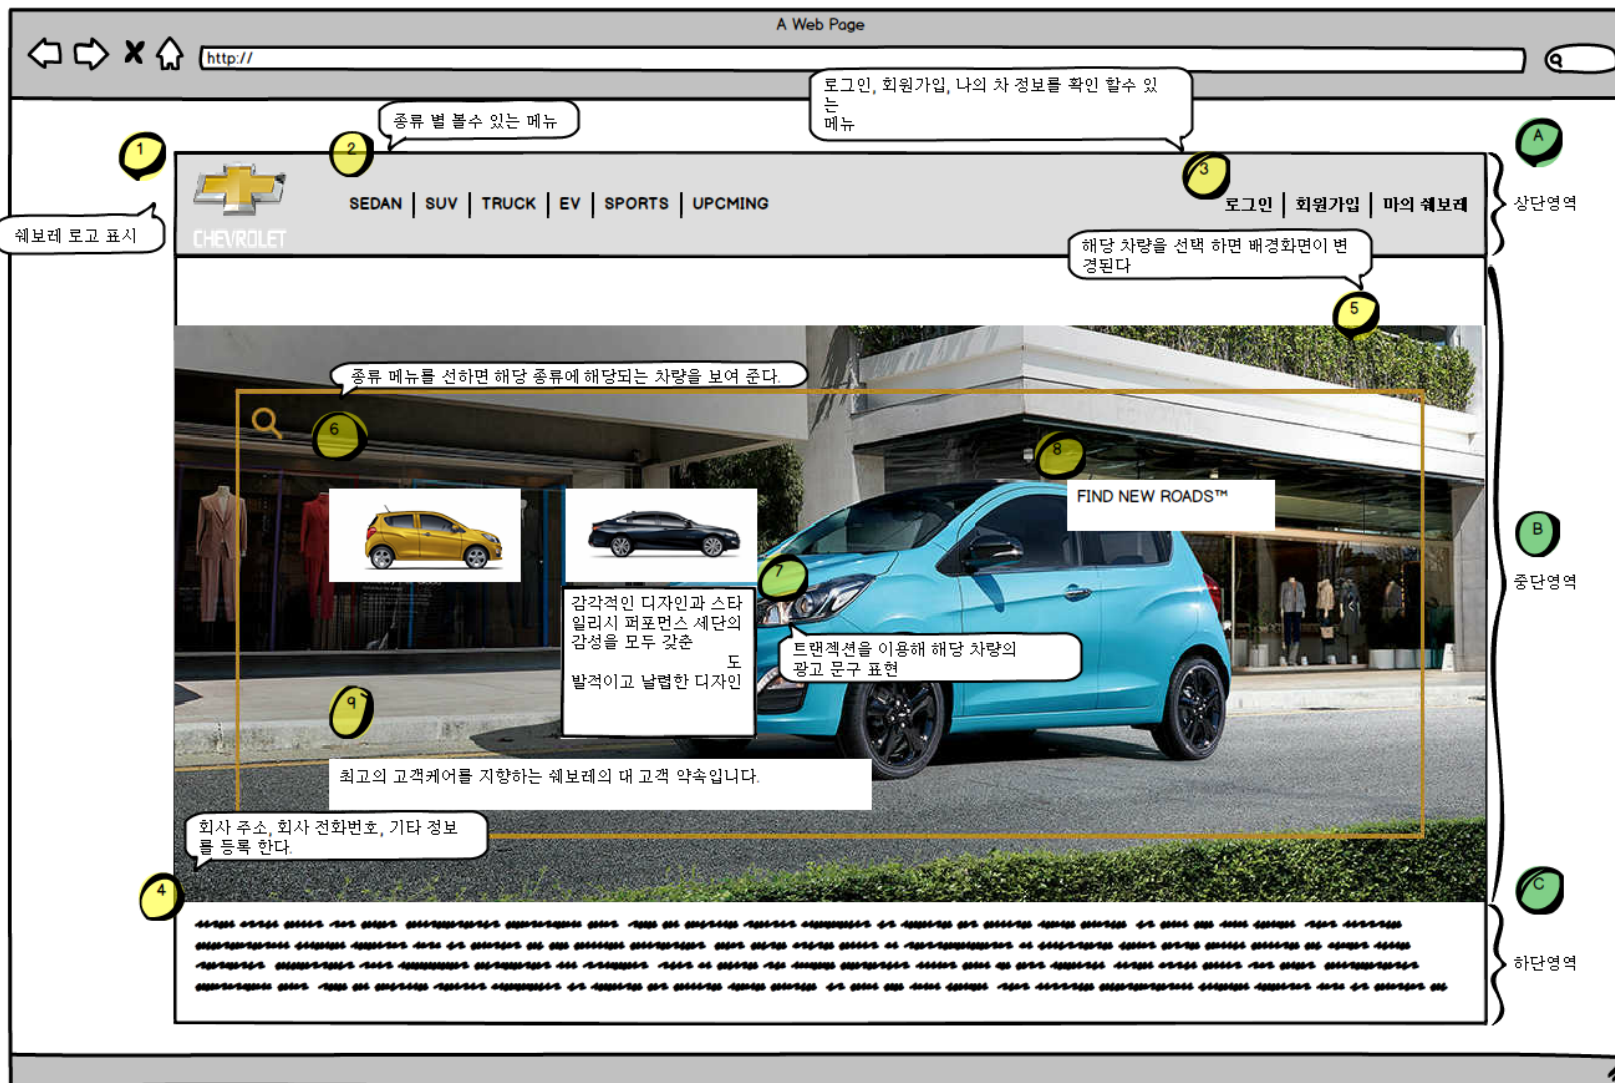 A Web Page
http://
로그인, 회원가입, 나의 차 정보를 확인 할수 있
는
메뉴
종류 별 볼수 있는 메뉴
1
2
3
A
상단영역
CHEVROLET
SEDAN | SUV | TRUCK | EV | SPORTS | UPCMING
로그인 | 회원가입 | 마의 쉐보레
쉐보레 로고 표시
해당 차량을 선택 하면 배경화면이 변
경된다
5
종류 메뉴를 선하면 해당 종류에 해당되는 차량을 보여 준다.
6
8
FIND NEW ROADS™
B
중단영역
7
감각적인 디자인과 스타
일리시 퍼포먼스 세단의
감성을 모두 갖춘
도
발적이고 날렵한 디자인
트랜젝션을 이용해 해당 차량의
광고 문구 표현
9
최고의 고객케어를 지향하는 쉐보레의 대 고객 약속입니다.
회사 주소, 회사 전화번호, 기타 정보
를 등록 한다.
4
C
하단영역